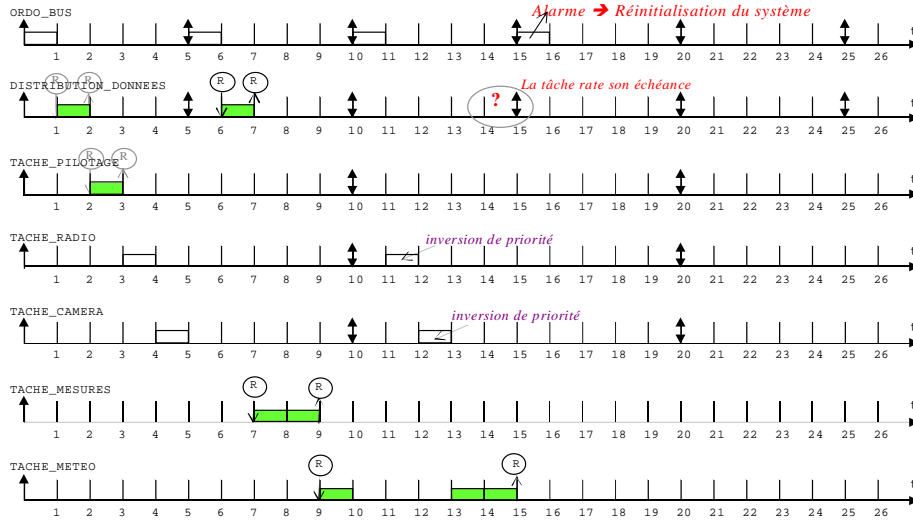 ORDO_BUS
Alarme ➔ Réinitialisation du système
t
1 2 3 4 5 6 7 8 9 10 11 12 13 14 15 16 17 18 19 20 21 22 23 24 25 26
R R R R
DISTRIBUTION_DONNEES
La tâche rate son échéance
?
t
1 2 3 4 5 6 7 8 9 10 11 12 13 14 15 16 17 18 19 20 21 22 23 24 25 26
R R
TACHE_PILOTAGE
t
1 2 3 4 5 6 7 8 9 10 11 12 13 14 15 16 17 18 19 20 21 22 23 24 25 26
TACHE_RADIO
inversion de priorité
t
1 2 3 4 5 6 7 8 9 10 11 12 13 14 15 16 17 18 19 20 21 22 23 24 25 26
TACHE_CAMERA
inversion de priorité
t
1 2 3 4 5 6 7 8 9 10 11 12 13 14 15 16 17 18 19 20 21 22 23 24 25 26
TACHE_MESURES
R R
t
1 2 3 4 5 6 7 8 9 10 11 12 13 14 15 16 17 18 19 20 21 22 23 24 25 26
TACHE_METEO
R R
t
1 2 3 4 5 6 7 8 9 10 11 12 13 14 15 16 17 18 19 20 21 22 23 24 25 26